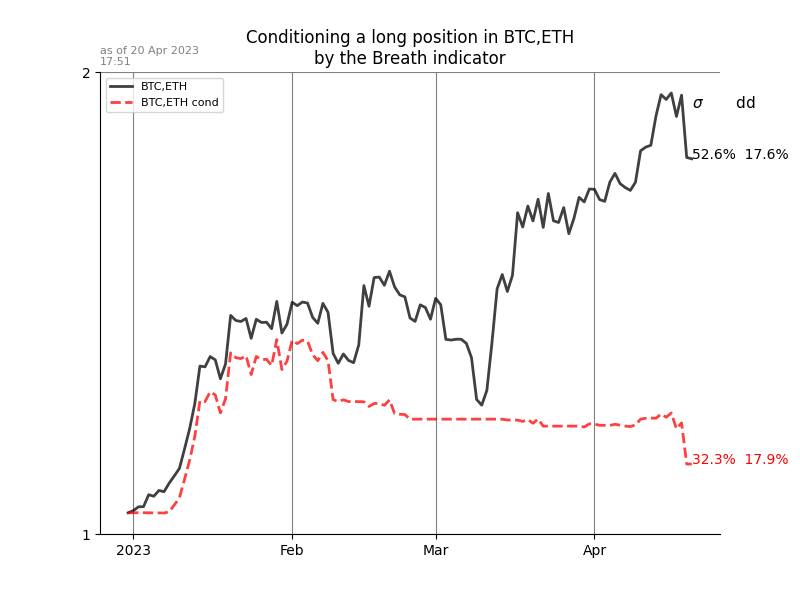 Conditioning a long position in BTC,ETH
by the Breath indicator
as of 20 Apr 2023
17:51
2
BTC,ETH
BTC,ETH cond
σ dd
52.6% 17.6%
32.3% 17.9%
1
2023 Feb Mar Apr